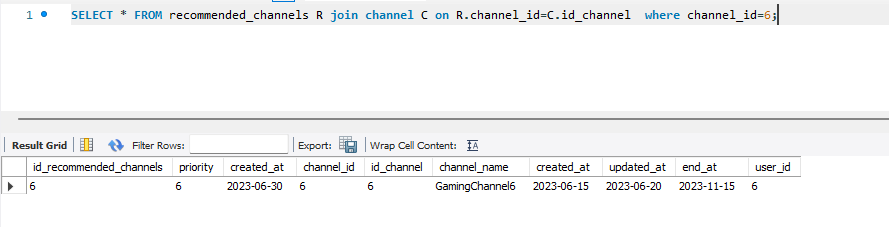 1 SELECT * FROM recommended_channels R join channel C on R.channel_id=C.id_channel  where channel_id=6;
Result Grid Filter Rows: Export: Wrap Cell Content:
id_recommended_channels priority created_at channel_id id_channel channel_name created_at updated_at end_at user_id
6 6 2023-06-30 6 6 GamingChannel6 2023-06-15 2023-06-20 2023-11-15 6